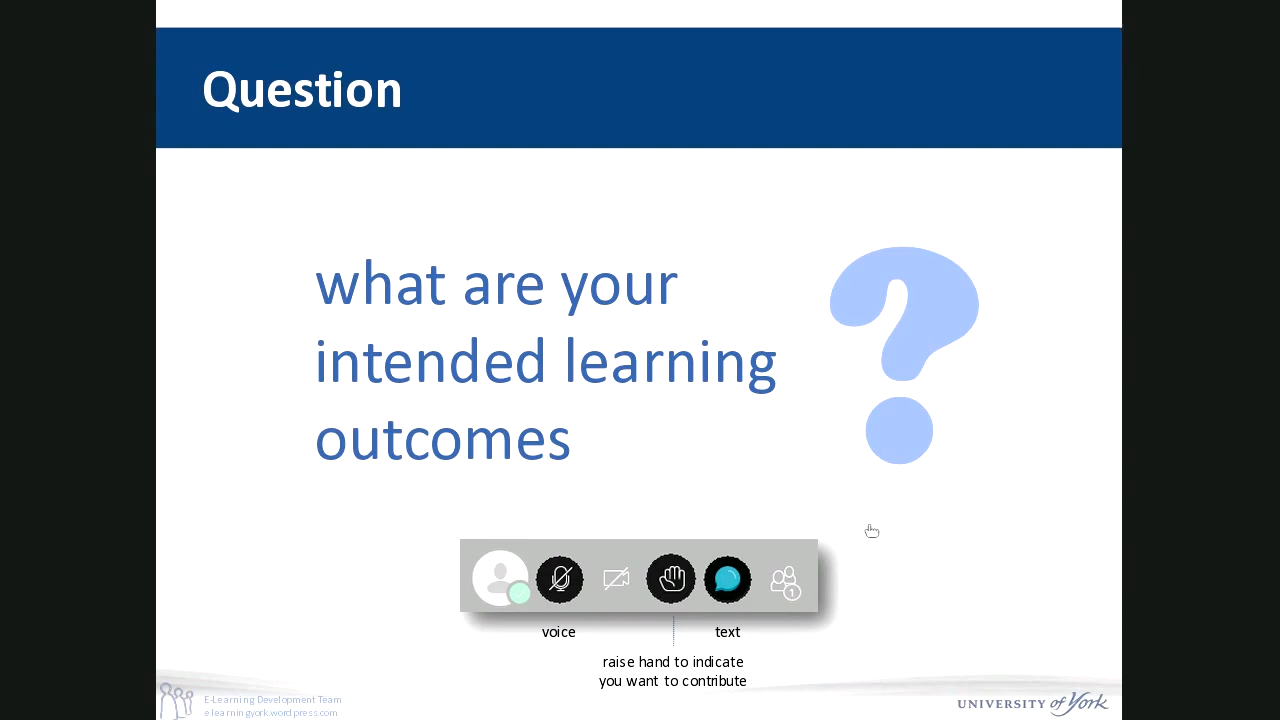 Question
what are your
intended learning
outcomes
?
1
voice
text
raise hand to indicate
you want to contribute
E-Learning Development Team
elearningyork.wordpress.com
UNIVERSITY of York